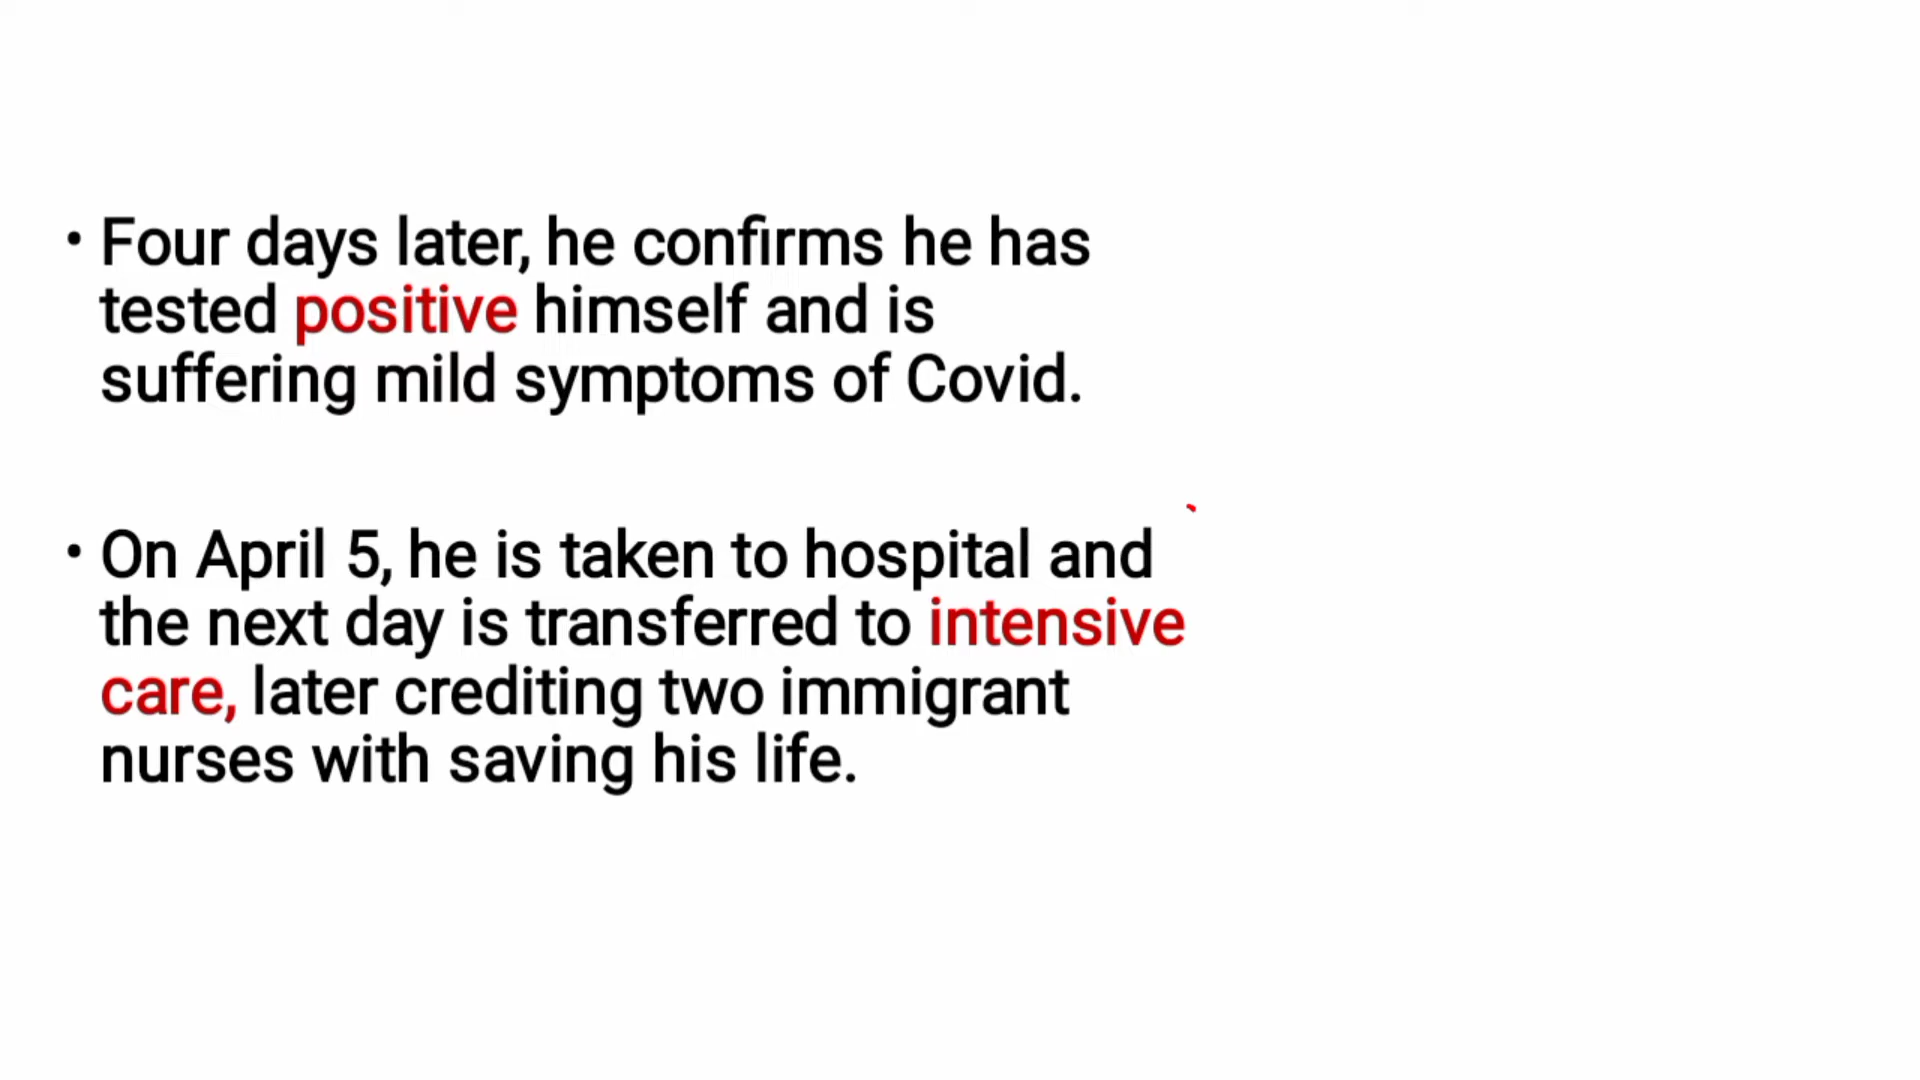 • Four days later, he confirms he has
tested positive himself and is
suffering mild symptoms of Covid.
• On April 5, he is taken to hospital and
the next day is transferred to intensive
care, later crediting two immigrant
nurses with saving his life.